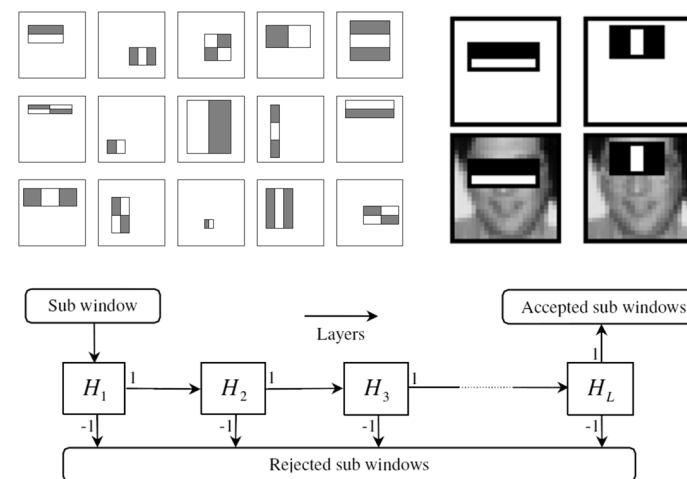 Sub window
Accepted sub windows
Layers
1
H1 1 H2 1 H3 1 HL
-1 -1 -1 -1
Rejected sub windows